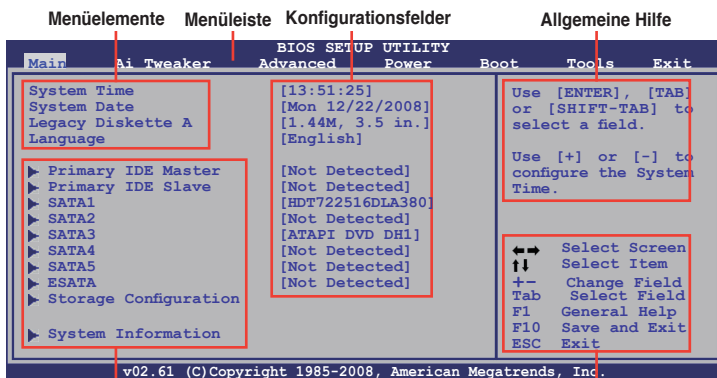 Menüelemente Menüleiste Konfigurationsfelder Allgemeine Hilfe
BIOS SETUP UTILITY
Main Ai Tweaker Advanced Power Boot Tools Exit
System Time [13:51:25]
System Date [Mon 12/22/2008]
Legacy Diskette A [1.44M, 3.5 in.]
Language [English]
Primary IDE Master [Not Detected]
Primary IDE Slave [Not Detected]
SATA1 [HDT722516DLA380]
SATA2 [Not Detected]
SATA3 [ATAPI DVD DH1]
SATA4 [Not Detected]
SATA5 [Not Detected]
ESATA [Not Detected]
Storage Configuration
System Information
Use [ENTER], [TAB]
or [SHIFT-TAB] to
select a field.
Use [+] or [-] to
configure the System
Time.
←→ Select Screen
↑↓ Select Item
+- Change Field
Tab Select Field
F1 General Help
F10 Save and Exit
ESC Exit
v02.61 (C)Copyright 1985-2008, American Megatrends, Inc.